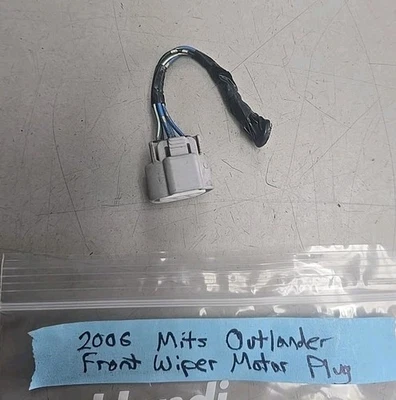 2006 Mits Outlander
Front Wiper Motor Plug